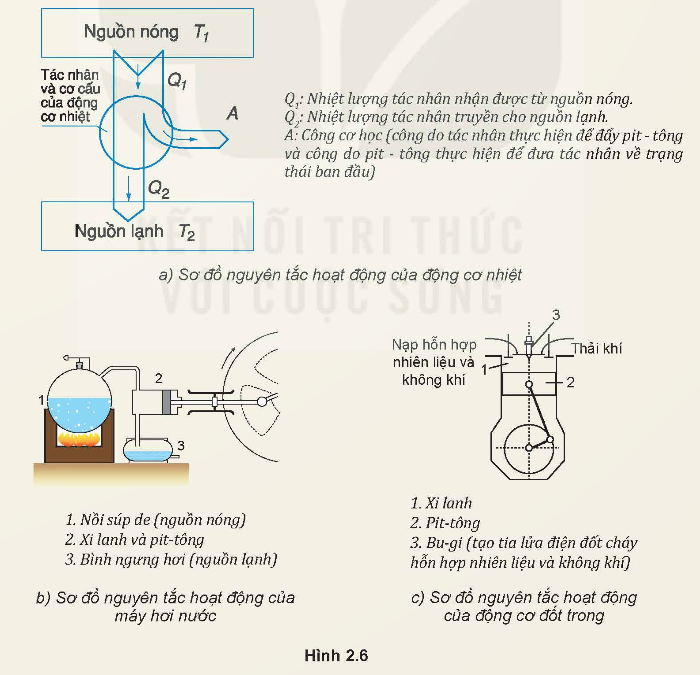 Nguồn nóng T1
Tác nhân
và cơ cấu
của động
cơ nhiệt
Q1
A
Q2
Nguồn lạnh T2
Q1: Nhiệt lượng tác nhân nhận được từ nguồn nóng.
Q2: Nhiệt lượng tác nhân truyền cho nguồn lạnh.
A: Công cơ học (công do tác nhân thực hiện để đẩy pit - tông
và công do pit - tông thực hiện để đưa tác nhân về trạng
thái ban đầu)
KẾT NỐI TRI THỨC
VỚI CUỘC SỐNG
a) Sơ đồ nguyên tắc hoạt động của động cơ nhiệt
1
2
3
1. Nồi súp de (nguồn nóng)
2. Xi lanh và pit-tông
3. Bình ngưng hơi (nguồn lạnh)
b) Sơ đồ nguyên tắc hoạt động của
máy hơi nước
3
Nạp hỗn hợp
nhiên liệu và
không khí
Thải khí
1
2
1. Xi lanh
2. Pit-tông
3. Bu-gi (tạo tia lửa điện đốt cháy
hỗn hợp nhiên liệu và không khí)
c) Sơ đồ nguyên tắc hoạt động
của động cơ đốt trong
Hình 2.6